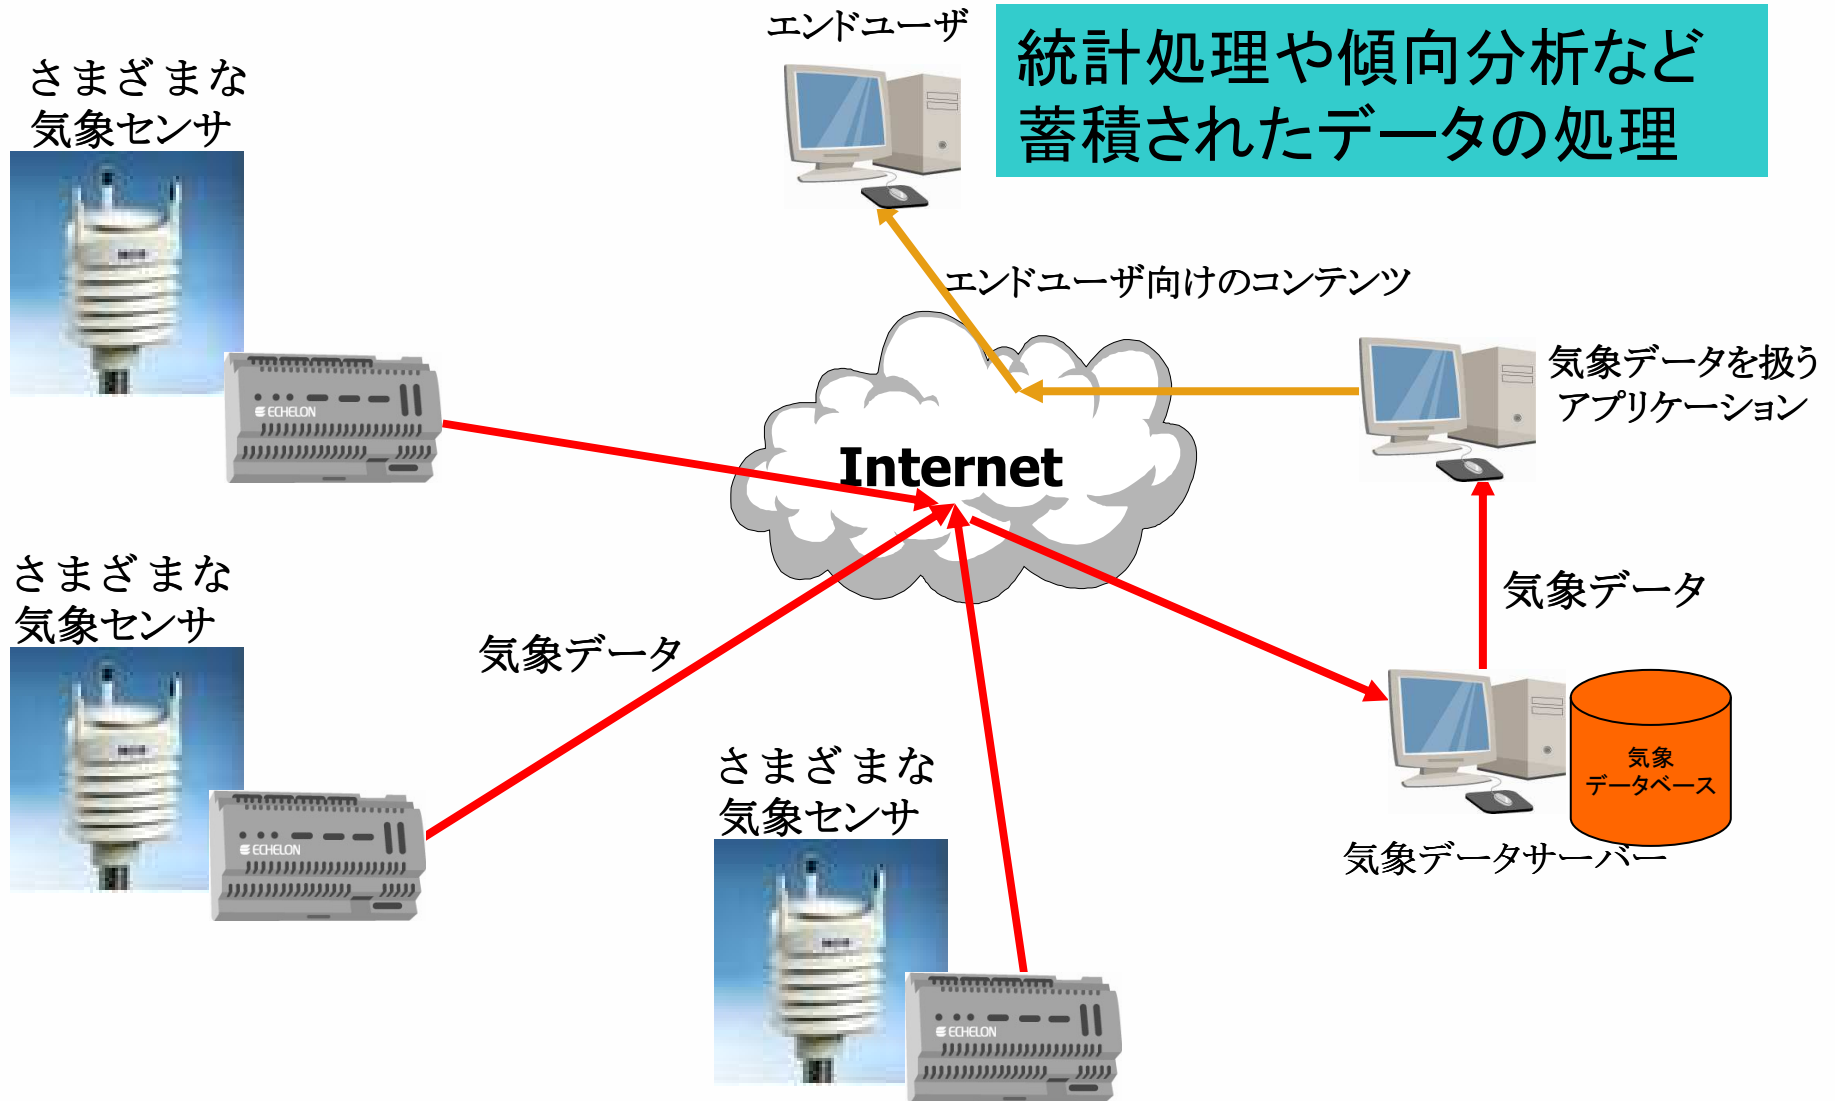 エンドユーザ
統計処理や傾向分析など
蓄積されたデータの処理
さまざまな
気象センサ
エンドユーザ向けのコンテンツ
気象データを扱う
アプリケーション
ECHELON
Internet
さまざまな
気象センサ
気象データ
気象データ
さまざまな
気象センサ
気象
データベース
ECHELON
気象データサーバー
ECHELON